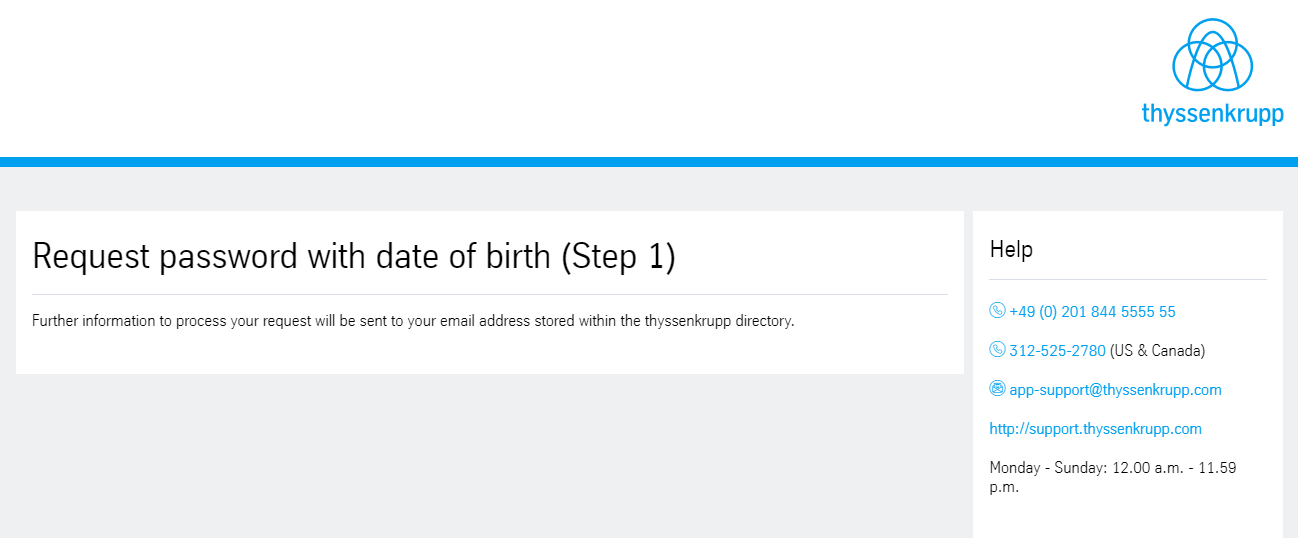 thyssenkrupp
Request password with date of birth (Step 1)
Further information to process your request will be sent to your email address stored within the thyssenkrupp directory.
Help
+49 (0) 201 844 5555 55
312-525-2780 (US & Canada)
app-support@thyssenkrupp.com
http://support.thyssenkrupp.com
Monday - Sunday: 12.00 a.m. - 11.59
p.m.